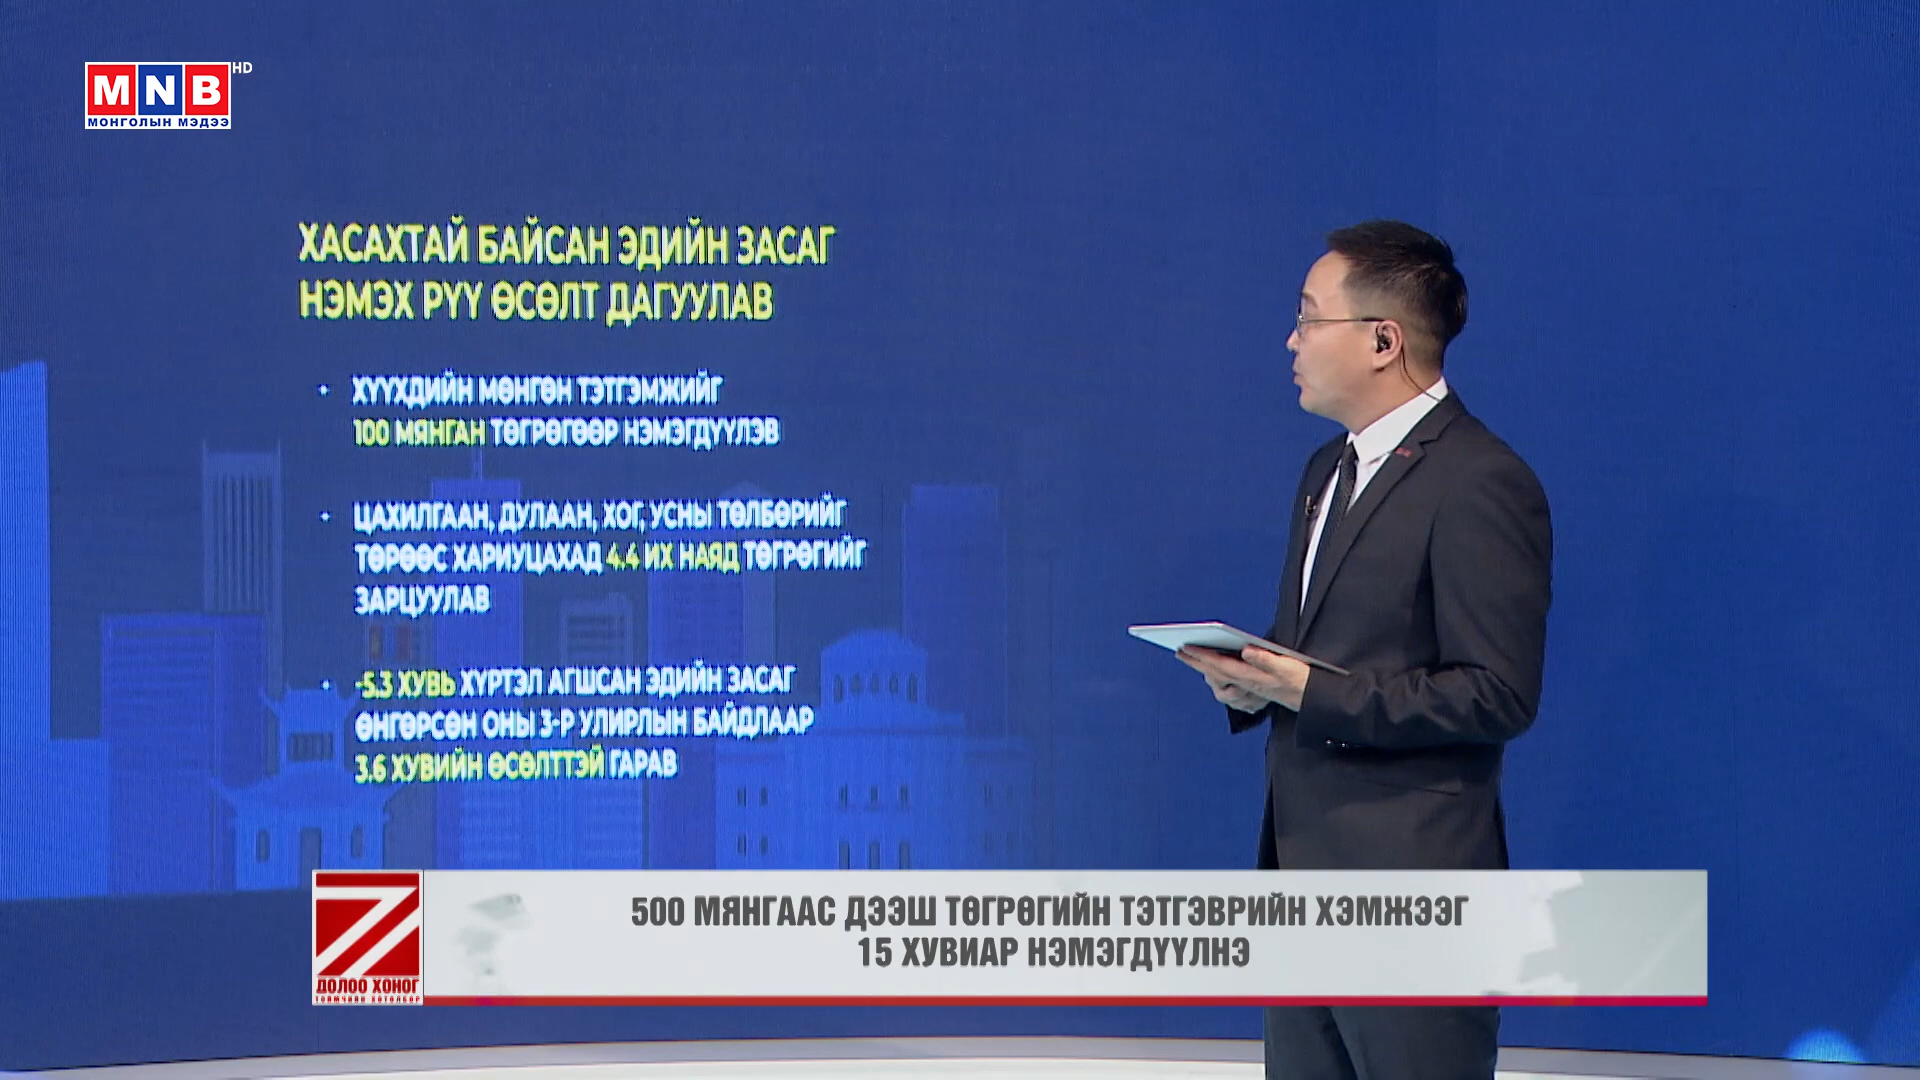 MNB HD
МОНГОЛЫН МЭДЭЭ
ХАСАХТАЙ БАЙСАН ЭДИЙН ЗАСАГ
НЭМЭХ РҮҮ ӨСӨЛТ ДАГУУЛАВ
• ХҮҮХДИЙН МӨНГӨН ТЭТГЭМЖИЙГ
100 МЯНГАН ТӨГРӨГӨӨР НЭМЭГДҮҮЛЭВ
• ЦАХИЛГААН, ДУЛААН, ХОГ, УСНЫ ТӨЛБӨРИЙГ
ТӨРӨӨС ХАРИУЦАХАД 4.4 ИХ НАЯД ТӨГРӨГИЙГ
ЗАРЦУУЛАВ
• -5.3 ХУВЬ ХҮРТЭЛ АГШСАН ЭДИЙН ЗАСАГ
ӨНГӨРСӨН ОНЫ 3-Р УЛИРЛЫН БАЙДЛААР
3.6 ХУВИЙН ӨСӨЛТТЭЙ ГАРАВ
500 МЯНГААС ДЭЭШ ТӨГРӨГИЙН ТЭТГЭВРИЙН ХЭМЖЭЭГ
15 ХУВИАР НЭМЭГДҮҮЛНЭ
7
ДОЛОО ХОНОГ
ТОЙМЧИЙН ХӨТӨЛБӨР